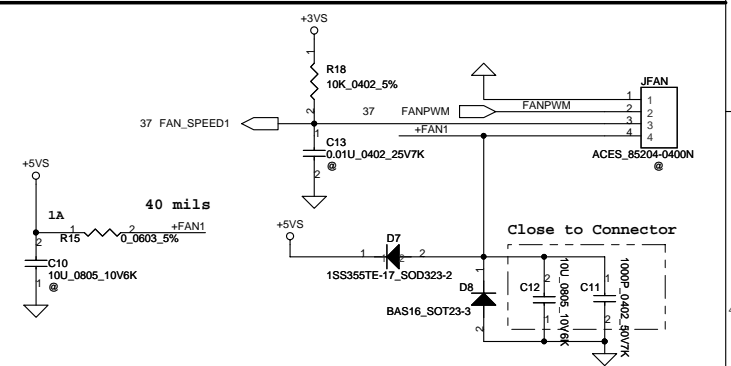 +3VS
1
R18
10K_0402_5%
2
37 FAN_SPEED1
37 FANPWM
FANPWM
+FAN1
JFAN
1 1
2 2
3 3
4 4
ACES_85204-0400N
@
1
C13
0.01U_0402_25V7K
2
@
+5VS
1A
40 mils
1 2 +FAN1
R15 0_0603_5%
2
C10
10U_0805_10V6K
1
@
+5VS
D7
1 2
1SS355TE-17_SOD323-2
1
D8
BAS16_SOT23-3
2
Close to Connector
2
C12
1
10U_0805_10V6K
1
C11
2
1000P_0402_50V7K
4